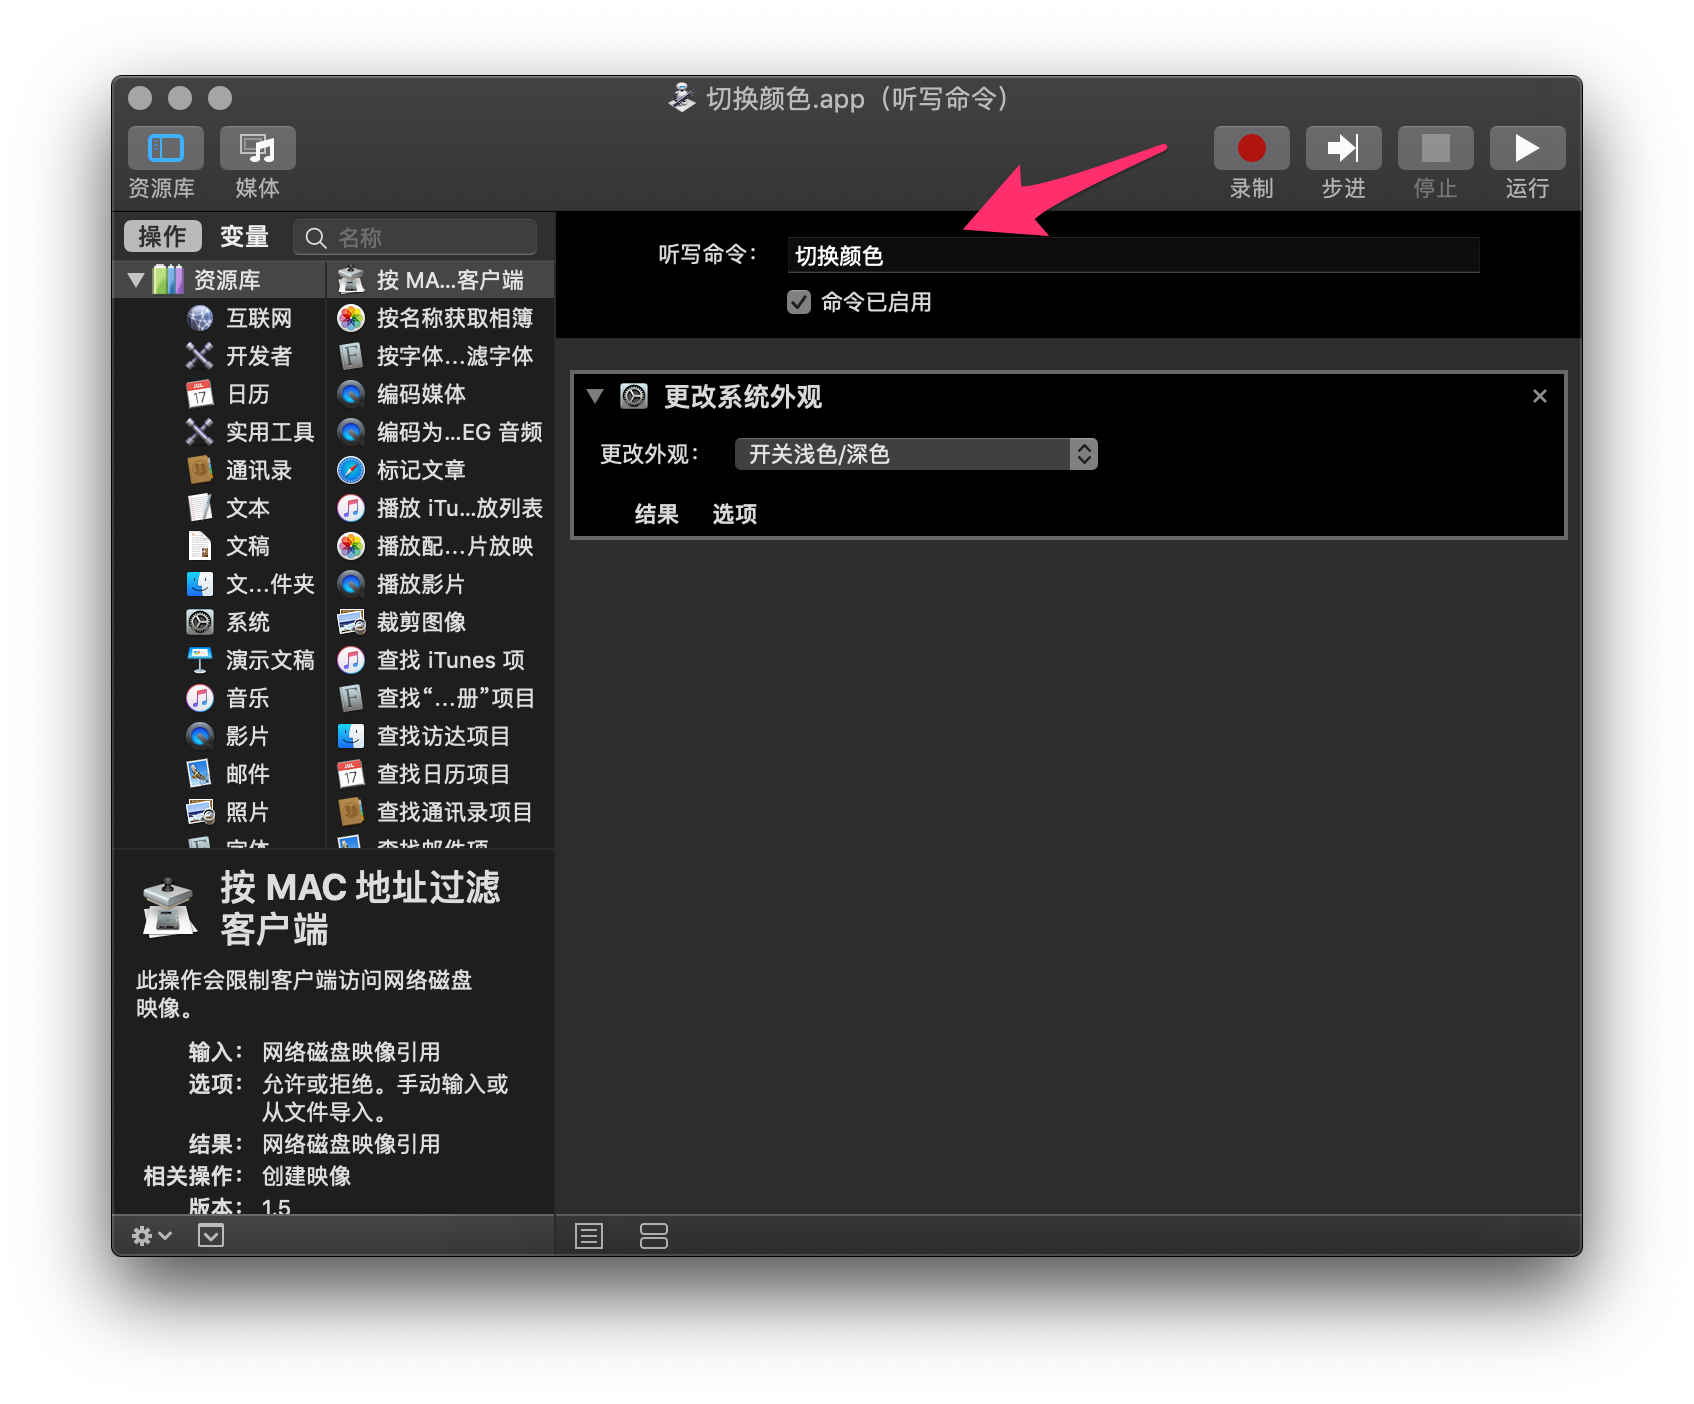 切换颜色.app（听写命令）
资源库
媒体
录制
步进
停止
运行
操作
变量
名称
听写命令：
切换颜色
命令已启用
资源库
互联网
开发者
日历
实用工具
通讯录
文本
文稿
文...件夹
系统
演示文稿
音乐
影片
邮件
照片
字体
按 MA...客户端
按名称获取相簿
按字体...滤字体
编码媒体
编码为...EG 音频
标记文章
播放 iTu...放列表
播放配...片放映
播放影片
裁剪图像
查找 iTunes 项
查找“...册”项目
查找访达项目
查找日历项目
查找通讯录项目
查找邮件项
更改系统外观
更改外观：
开关浅色/深色
结果
选项
按 MAC 地址过滤
客户端
此操作会限制客户端访问网络磁盘
映像。
输入： 网络磁盘映像引用
选项： 允许或拒绝。手动输入或
从文件导入。
结果： 网络磁盘映像引用
相关操作： 创建映像
版本： 1.5